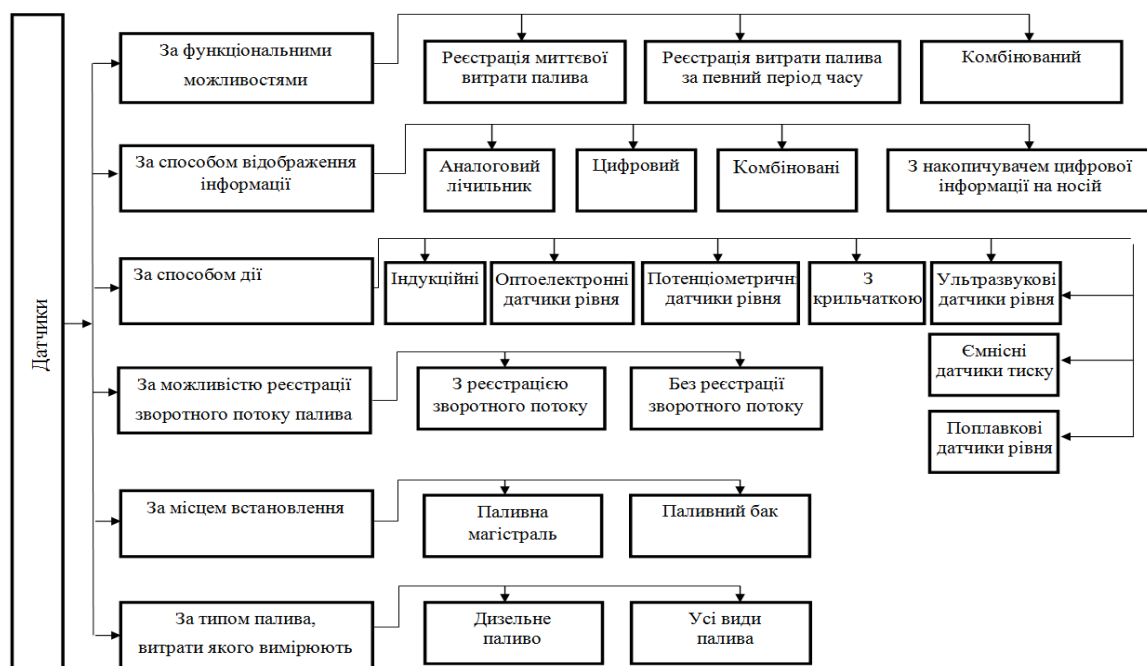 Датчики
За функціональними
можливостями
Реєстрація миттєвої
витрати палива
Реєстрація витрати палива
за певний період часу
Комбінований
За способом відображення
інформації
Аналоговий
лічильник
Цифровий
Комбіновані
З накопичувачем цифрової
інформації на носій
За способом дії
Індукційні
Оптоелектронні
датчики рівня
Потенціометричні
датчики рівня
З
крильчаткою
Ультразвукові
датчики рівня
Ємнісні
датчики тиску
Поплавкові
датчики рівня
За можливістю реєстрації
зворотного потоку палива
З реєстрацією
зворотного потоку
Без реєстрації
зворотного потоку
За місцем встановлення
Паливна
магістраль
Паливний бак
За типом палива,
витрати якого вимірюють
Дизельне
паливо
Усі види
палива